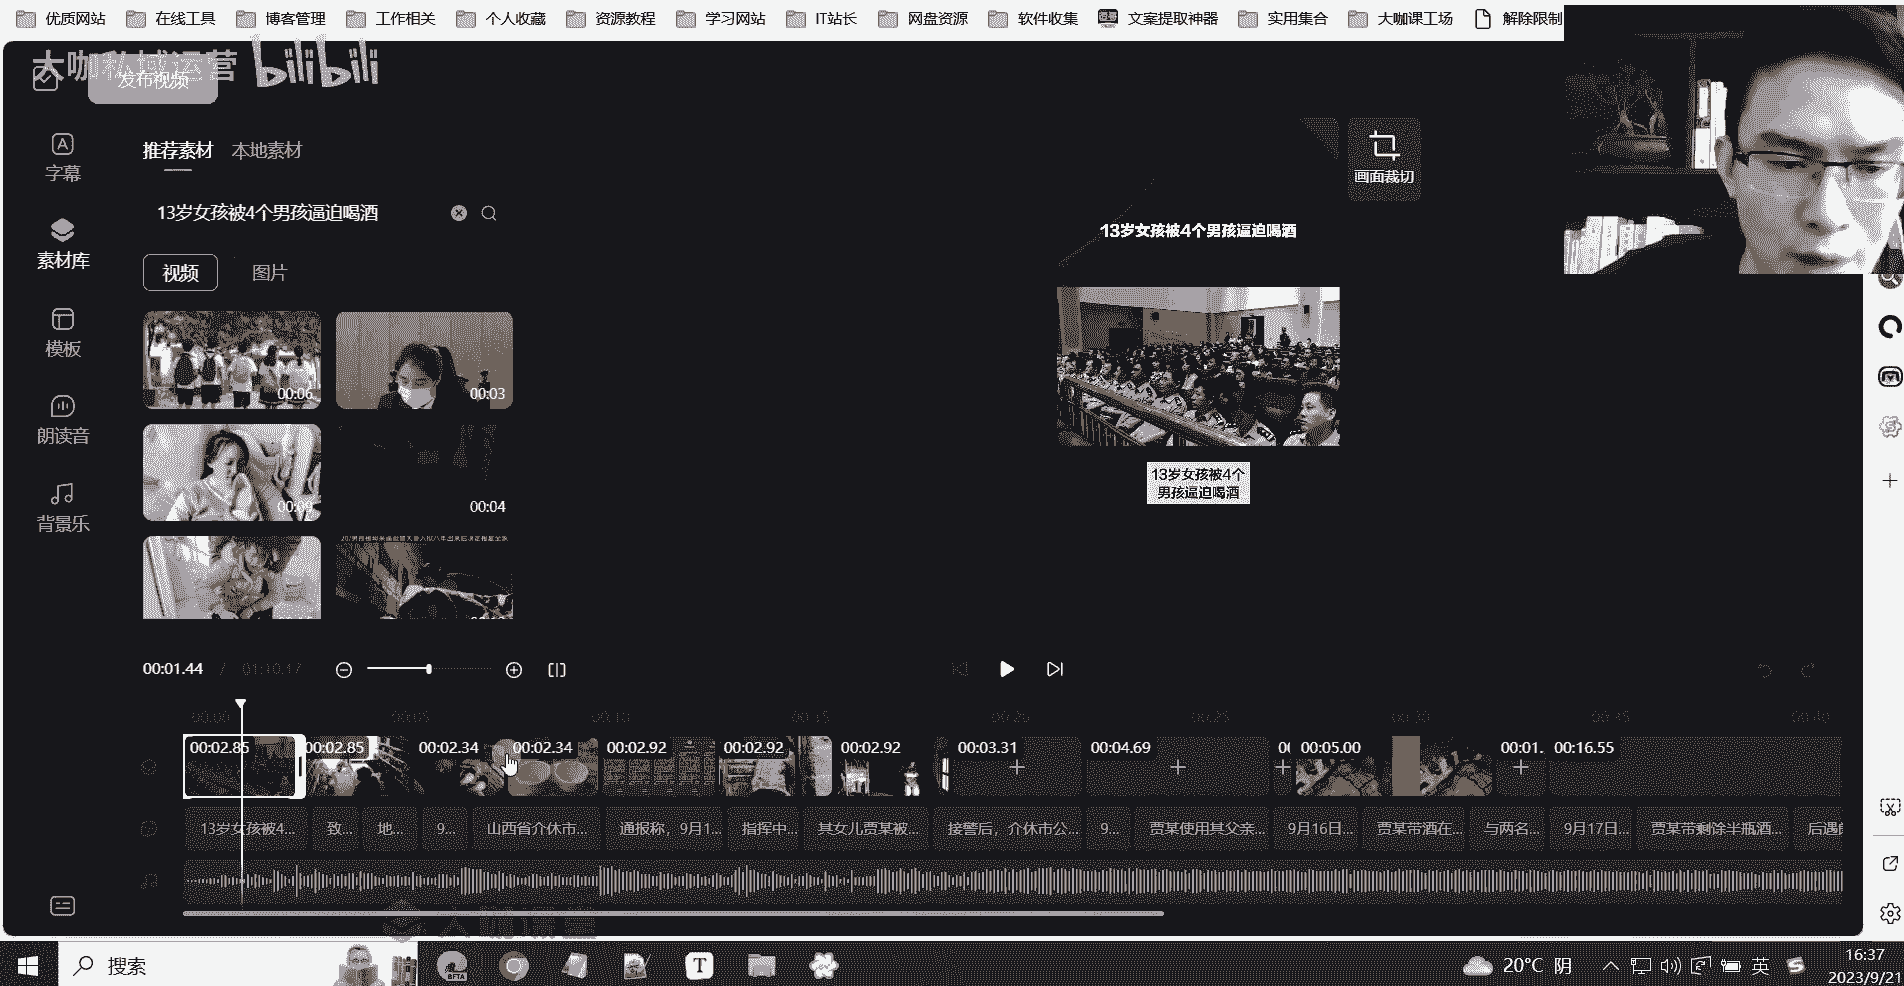 优质网站 在线工具 博客管理 工作相关 个人收藏 资源教程 学习网站 IT站长 网盘资源 软件收集 文案提取神器 实用集合 大咖课工场 解除限制
大咖私域运营 bilibili
发布视频
字幕
素材库
模板
朗读音
背景乐
推荐素材 本地素材
13岁女孩被4个男孩逼迫喝酒
视频 图片
00:06 00:03
00:09 00:04
画面裁切
13岁女孩被4个男孩逼迫喝酒
13岁女孩被4个
男孩逼迫喝酒
00:01.44 /
00:00 00:05 00:10 00:15 00:20 00:25
00:02.85 00:02.85 00:02.34 00:02.34 00:02.92 00:02.92 00:02.92 00:03.31 00:04.69 00:05.00 00:01. 00:16.55
13岁女孩被4... 致... 地... 9... 山西省介休市... 通报称，9月1... 指挥中... 其女儿贾某被... 接警后，介休市公... 9... 贾某使用其父亲... 9月16日... 贾某带酒在... 与两名... 9月17日... 贾某带剩余半瓶酒... 后遇
搜索
BETA
T
20°C 阴
英
16:37
2023/9/21